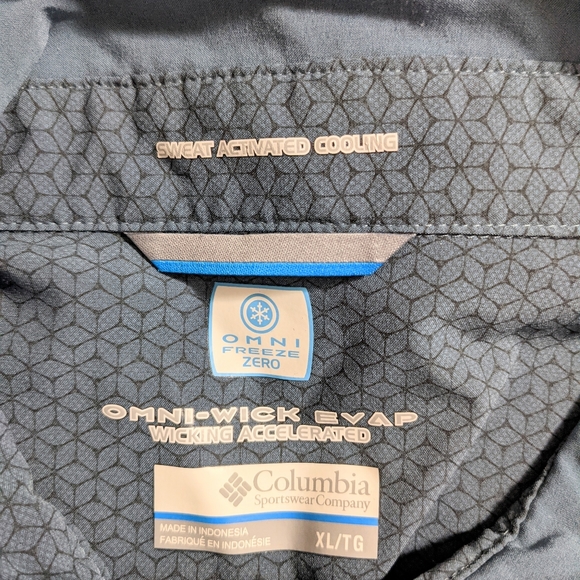 SWEAT ACTIVATED COOLING
OMNI
FREEZE
ZERO
OMNI-WICK EVAP
WICKING ACCELERATED
Columbia
Sportswear Company
MADE IN INDONESIA
FABRIQUÉ EN INDONÉSIE
XL/TG